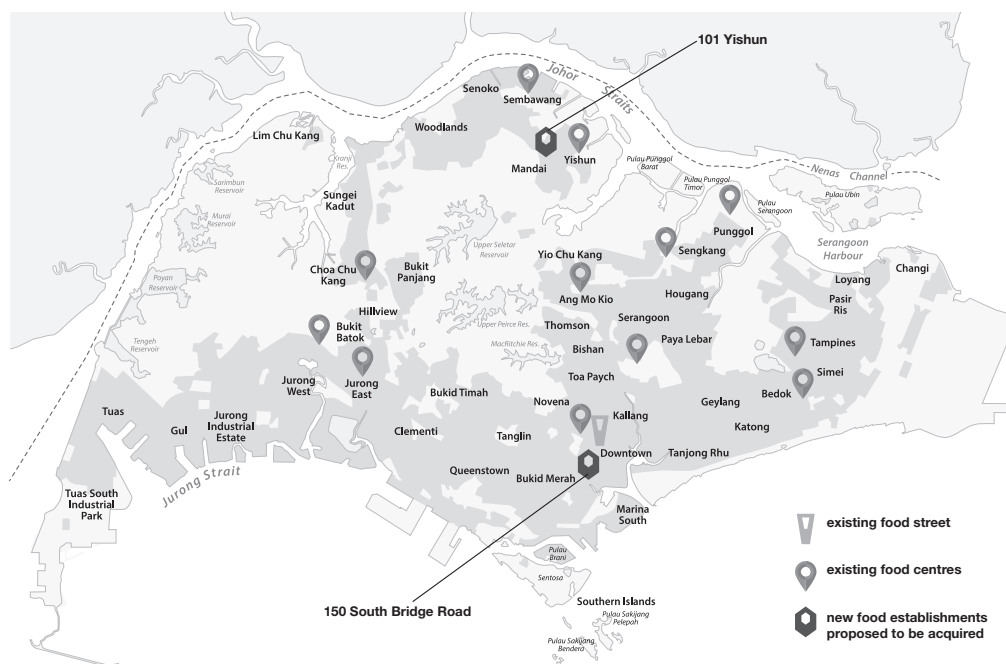 101 Yishun
Johor
Straits
Senoko
Sembawang
Woodlands
Lim Chu Kang
Kranji
Res.
Mandai
Yishun
Pulau Punggol
Barat
Pulau Punggol
Timor
Nenas Channel
Pulau Ubin
Pulau
Serangoon
Sarimbun
Reservoir
Sungei
Kadut
Murai
Reservoir
Punggol
Serangoon
Harbour
Upper Seletar
Reservoir
Yio Chu Kang
Sengkang
Changi
Choa Chu
Kang
Bukit
Panjang
Poyan
Reservoir
Loyang
Hougang
Ang Mo Kio
Pasir
Ris
Hillview
Serangoon
Upper Peirce Res.
Thomson
Bukit
Batok
Tengeh
Reservoir
MacRitchie Res.
Bishan
Paya Lebar
Tampines
Simei
Jurong
West
Jurong
East
Toa Paych
Bukid Timah
Bedok
Novena
Kallang
Geylang
Tuas
Jurong
Industrial
Estate
Gul
Clementi
Tanglin
Katong
Downtown
Tanjong Rhu
Queenstown
Bukid Merah
Jurong Strait
Tuas South
Industrial
Park
Marina
South
existing food street
Pulau
Brani
existing food centres
Sentosa
150 South Bridge Road
Southern Islands
Pulau Sakijang
Pelepah
new food establishments
proposed to be acquired
Pulau Sakijang
Bendera